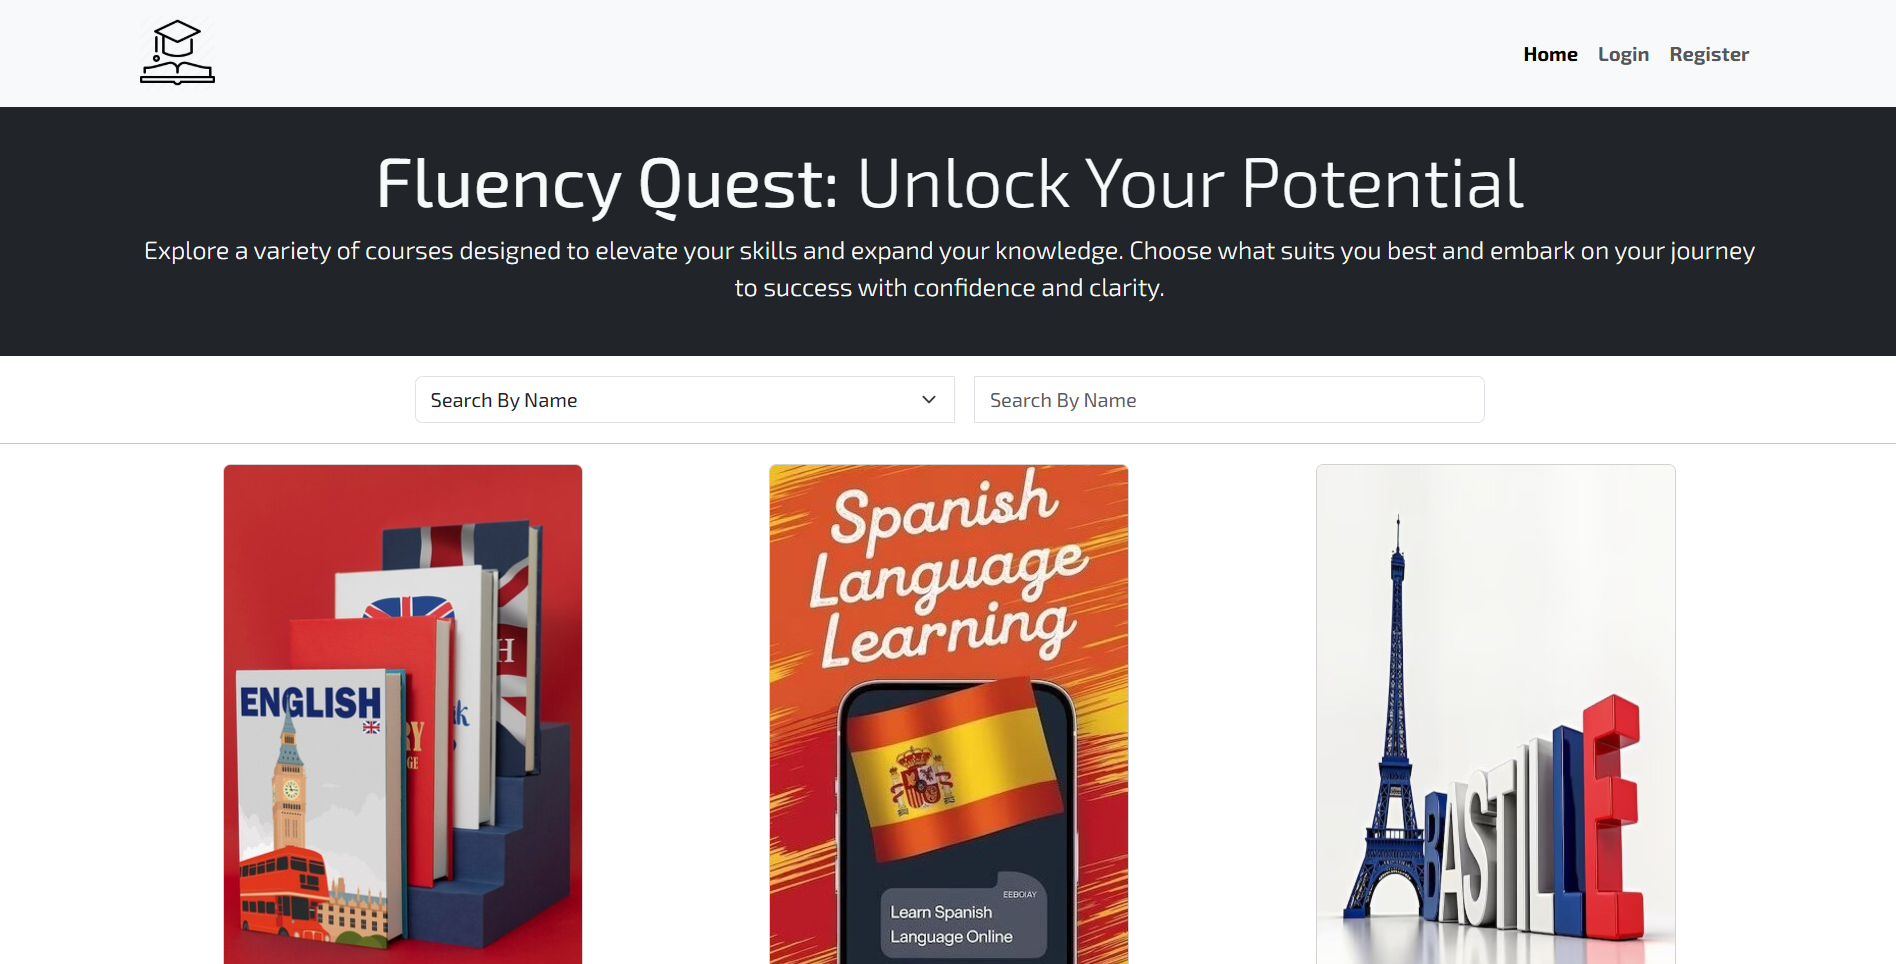 Home Login Register
Fluency Quest: Unlock Your Potential
Explore a variety of courses designed to elevate your skills and expand your knowledge. Choose what suits you best and embark on your journey
to success with confidence and clarity.
Search By Name
Search By Name
H
ENGLISH
RY
GE
Spanish
Language
Learning
EEBOIAY
Learn Spanish
Language Online
BASTILLE